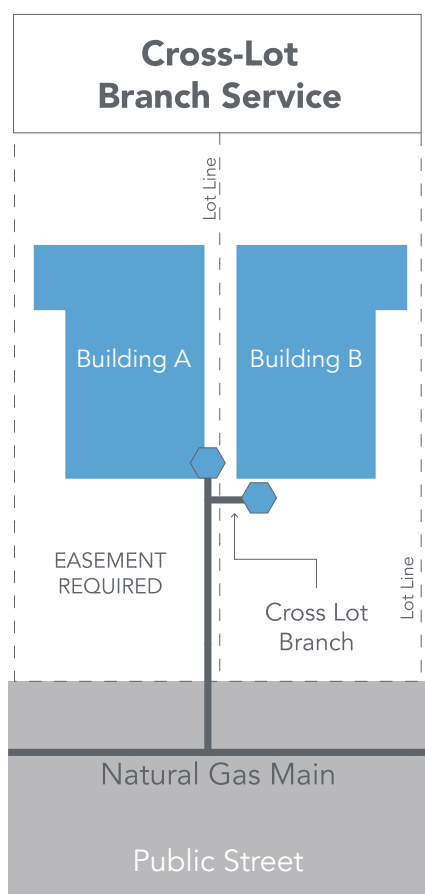 Cross-Lot
Branch Service
Lot Line
Building A
Building B
EASEMENT
REQUIRED
Lot Line
Cross Lot
Branch
Natural Gas Main
Public Street